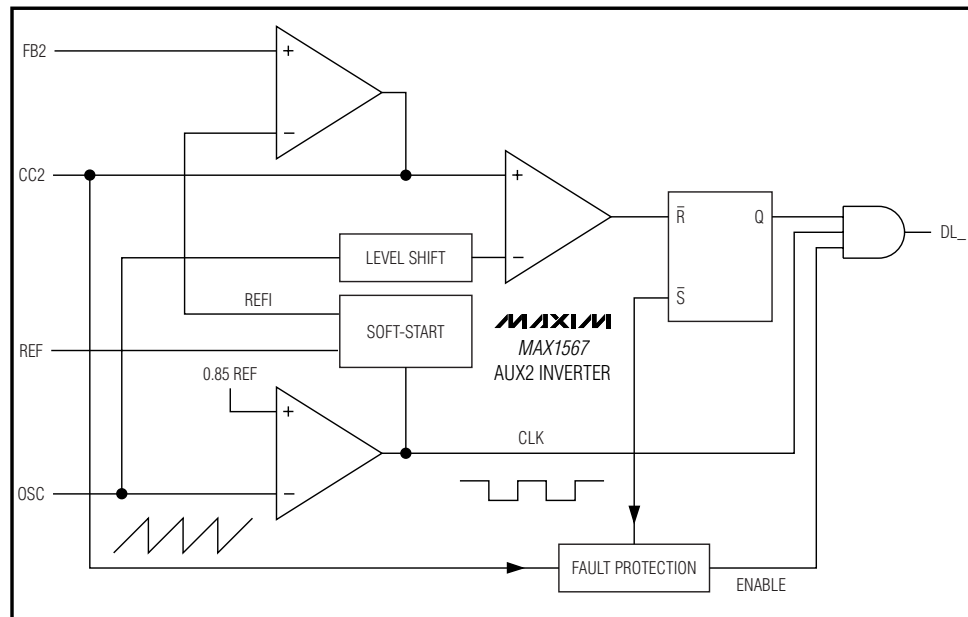 FB2
+
−
CC2
+
−
R̅
Q
DL_
LEVEL SHIFT
S̅
REFI
SOFT-START
MAXIM
MAX1567
AUX2 INVERTER
REF
0.85 REF
+
CLK
OSC
−
FAULT PROTECTION
ENABLE